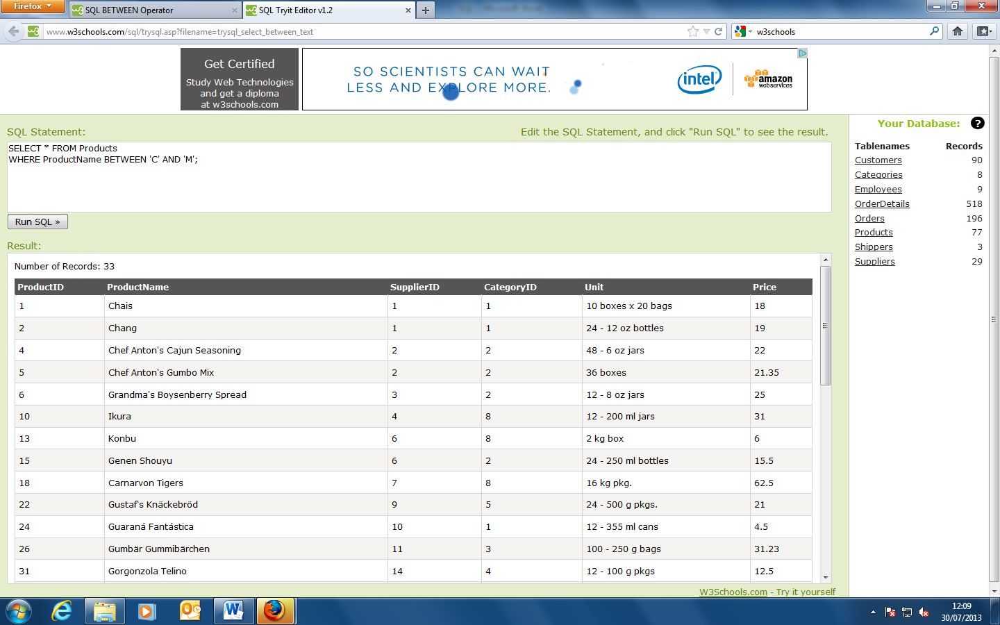 Firefox
SQL BETWEEN Operator
SQL Tryit Editor v1.2
www.w3schools.com/sql/trysql.asp?filename=trysql_select_between_text
w3schools
Get Certified
Study Web Technologies
and get a diploma
at w3schools.com
SO SCIENTISTS CAN WAIT
LESS AND EXPLORE MORE.
intel
amazon
web services
SQL Statement:
Edit the SQL Statement, and click "Run SQL" to see the result.
SELECT * FROM Products
WHERE ProductName BETWEEN 'C' AND 'M';
Run SQL »
Result:
Number of Records: 33
ProductID ProductName SupplierID CategoryID Unit Price
1 Chais 1 1 10 boxes x 20 bags 18
2 Chang 1 1 24 - 12 oz bottles 19
4 Chef Anton's Cajun Seasoning 2 2 48 - 6 oz jars 22
5 Chef Anton's Gumbo Mix 2 2 36 boxes 21.35
6 Grandma's Boysenberry Spread 3 2 12 - 8 oz jars 25
10 Ikura 4 8 12 - 200 ml jars 31
13 Konbu 6 8 2 kg box 6
15 Genen Shouyu 6 2 24 - 250 ml bottles 15.5
18 Carnarvon Tigers 7 8 16 kg pkg. 62.5
22 Gustaf's Knäckebröd 9 5 24 - 500 g pkgs. 21
24 Guaraná Fantástica 10 1 12 - 355 ml cans 4.5
26 Gumbär Gummibärchen 11 3 100 - 250 g bags 31.23
31 Gorgonzola Telino 14 4 12 - 100 g pkgs 12.5
W3Schools.com - Try it yourself
Your Database: ?
Tablenames Records
Customers 90
Categories 8
Employees 9
OrderDetails 518
Orders 196
Products 77
Shippers 3
Suppliers 29
12:09
30/07/2013